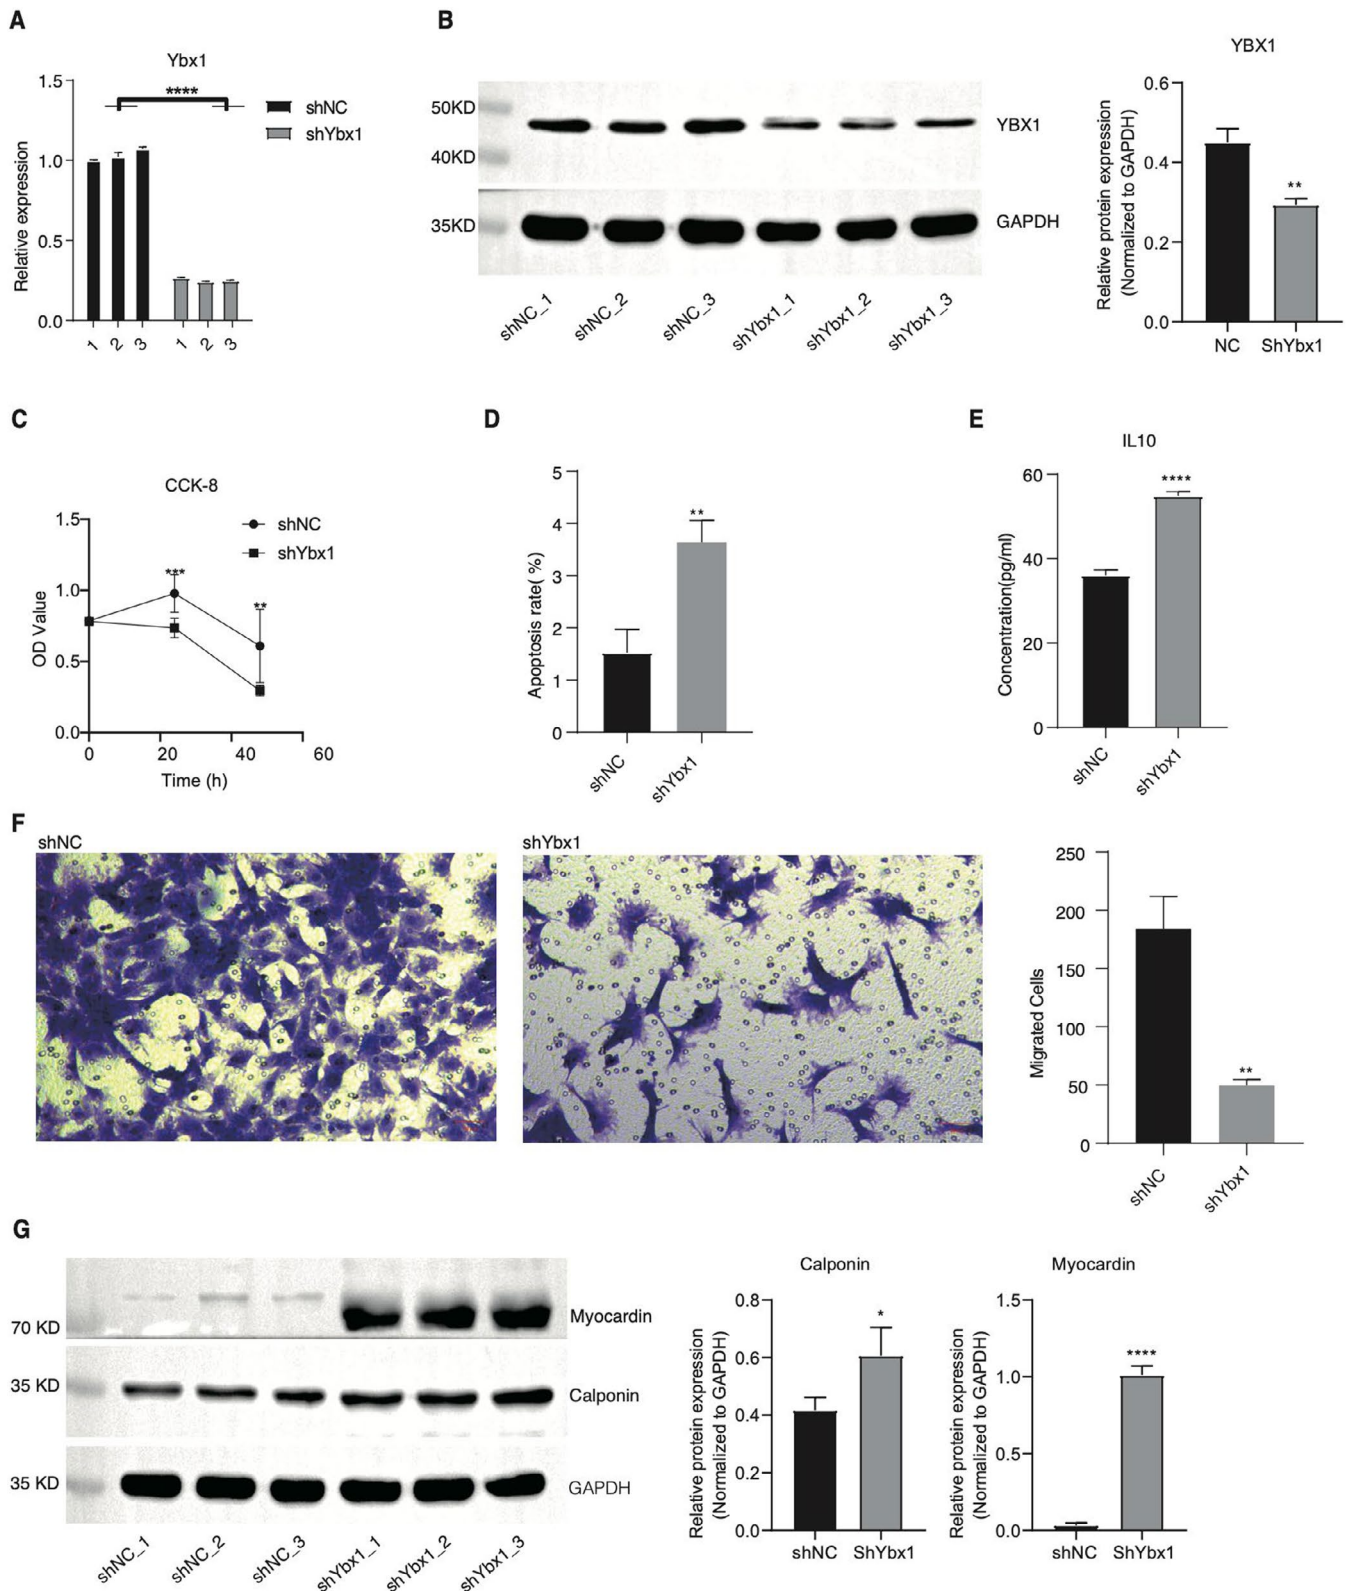 A
Ybx1
1.5
1.0
0.5
0.0
Relative expression
****
shNC
shYbx1
1 2 3 1 2 3
B
50KD
40KD
35KD
YBX1
GAPDH
shNC_1 shNC_2 shNC_3 shYbx1_1 shYbx1_2 shYbx1_3
YBX1
Relative protein expression
(Normalized to GAPDH)
0.6
0.4
0.2
0.0
**
NC ShYbx1
C
CCK-8
OD Value
1.5
1.0
0.5
0.0
***
**
shNC
shYbx1
0 20 40 60
Time (h)
D
Apoptosis rate( %)
5
4
3
2
1
0
**
shNC shYbx1
E
IL10
Concentration(pg/ml)
60
40
20
0
****
shNC shYbx1
F
shNC
shYbx1
Migrated Cells
250
200
150
100
50
0
**
shNC shYbx1
G
70 KD
35 KD
35 KD
Myocardin
Calponin
GAPDH
shNC_1 shNC_2 shNC_3 shYbx1_1 shYbx1_2 shYbx1_3
Calponin
Relative protein expression
(Normalized to GAPDH)
0.8
0.6
0.4
0.2
0.0
*
shNC ShYbx1
Myocardin
Relative protein expression
(Normalized to GAPDH)
1.5
1.0
0.5
0.0
****
shNC ShYbx1